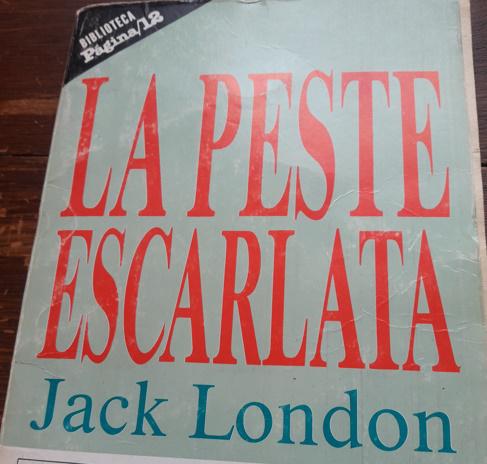 BIBLIOTECA
Página/12
LA PESTE
ESCARLATA
Jack London